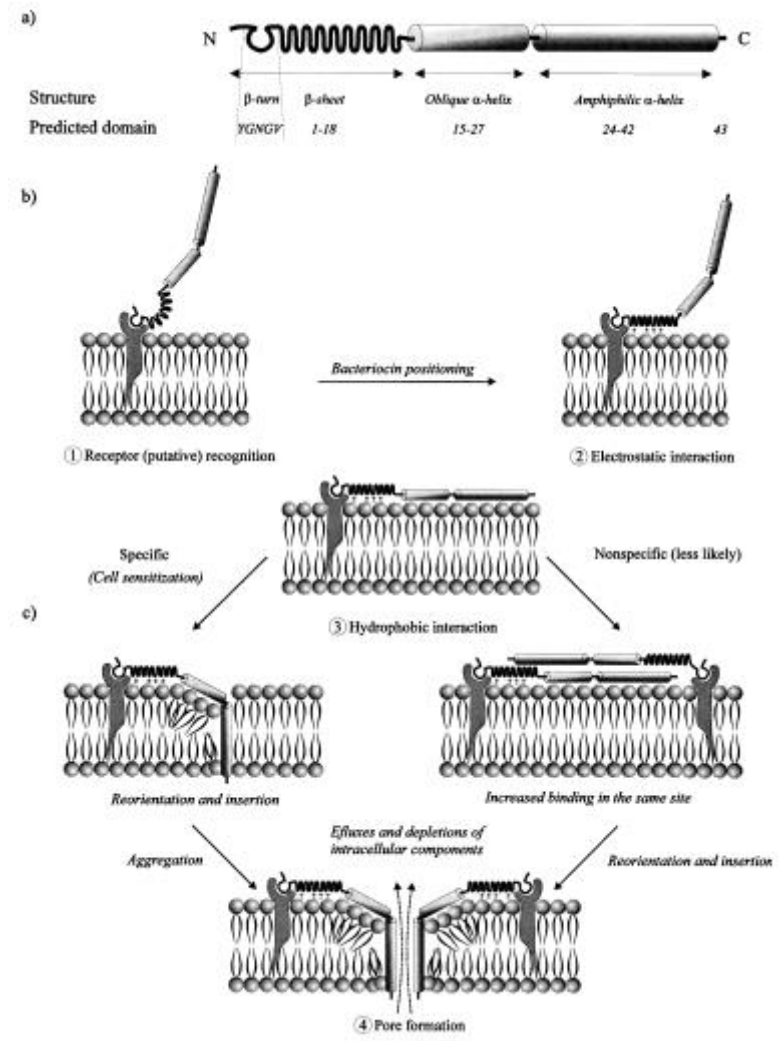 a)
N
C
Structure β-turn β-sheet Oblique α-helix Amphiphilic α-helix
Predicted domain YGNGV 1-18 15-27 24-42 43
b)
Bacteriocin positioning
1 Receptor (putative) recognition
2 Electrostatic interaction
Specific
(Cell sensitization)
Nonspecific (less likely)
c)
3 Hydrophobic interaction
Reorientation and insertion
Increased binding in the same site
Aggregation
Efluxes and depletions of
intracellular components
Reorientation and insertion
4 Pore formation